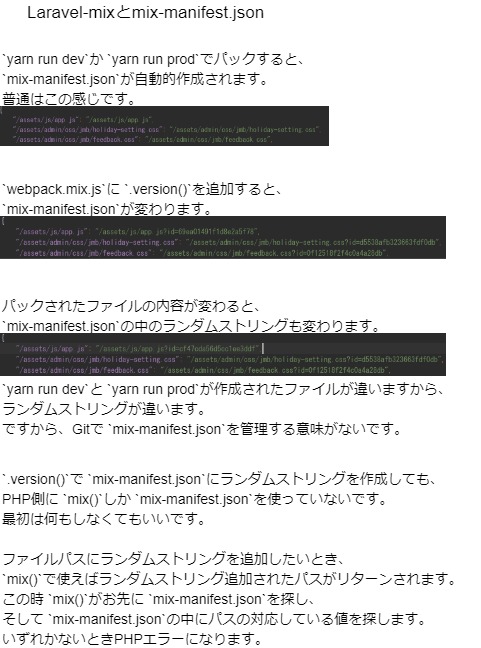 Laravel-mixとmix-manifest.json
`yarn run dev`か `yarn run prod`でパックすると、
`mix-manifest.json`が自動的作成されます。
普通はこの感じです。
{
"/assets/js/app.js": "/assets/js/app.js",
"/assets/admin/css/jmb/holiday-setting.css": "/assets/admin/css/jmb/holiday-setting.css",
"/assets/admin/css/jmb/feedback.css": "/assets/admin/css/jmb/feedback.css",
`webpack.mix.js`に `.version()`を追加すると、
`mix-manifest.json`が変わります。
{
"/assets/js/app.js": "/assets/js/app.js?id=
"/assets/admin/css/jmb/holiday-setting.css": "/assets/admin/css/jmb/holiday-setting.css?id=d5538afb323663fdf0db",
"/assets/admin/css/jmb/feedback.css": "/assets/admin/css/jmb/feedback.css?id=0f12518f2f4c0a4a28db",
パックされたファイルの内容が変わると、
`mix-manifest.json`の中のランダムストリングも変わります。
{
"/assets/js/app.js": "/assets/js/app.js?id=
"/assets/admin/css/jmb/holiday-setting.css": "/assets/admin/css/jmb/holiday-setting.css?id=d5538afb323663fdf0db",
"/assets/admin/css/jmb/feedback.css": "/assets/admin/css/jmb/feedback.css?id=0f12518f2f4c0a4a28db",
`yarn run dev`と `yarn run prod`が作成されたファイルが違いますから、
ランダムストリングが違います。
ですから、Gitで `mix-manifest.json`を管理する意味がないです。
`.version()`で `mix-manifest.json`にランダムストリングを作成しても、
PHP側に `mix()`しか `mix-manifest.json`を使っていないです。
最初は何もしなくてもいいです。
ファイルパスにランダムストリングを追加したいとき、
`mix()`で使えばランダムストリング追加されたパスがリターンされます。
この時 `mix()`がお先に `mix-manifest.json`を探し、
そして `mix-manifest.json`の中にパスの対応している値を探します。
いずれかないときPHPエラーになります。